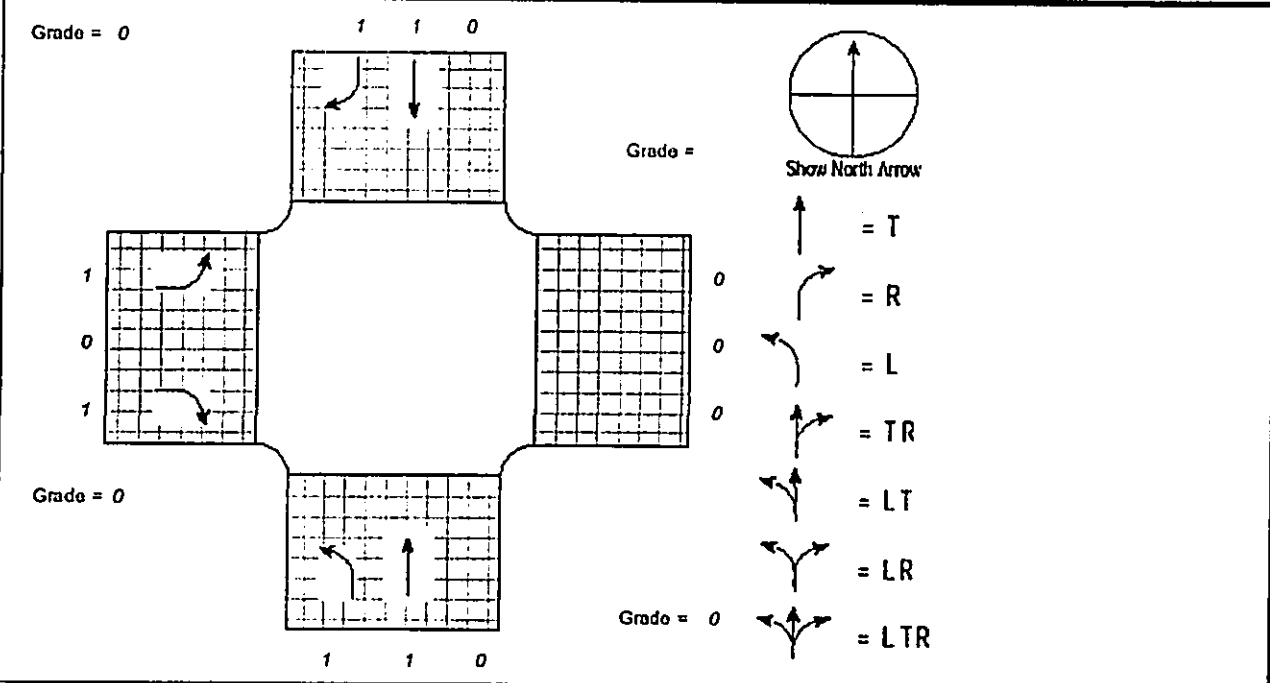 Grade = 0
1 1 0
Grade =
Show North Arrow
= T
= R
= L
= TR
= LT
= LR
= LTR
1
0
1
0
0
0
Grade = 0
Grade = 0
1 1 0